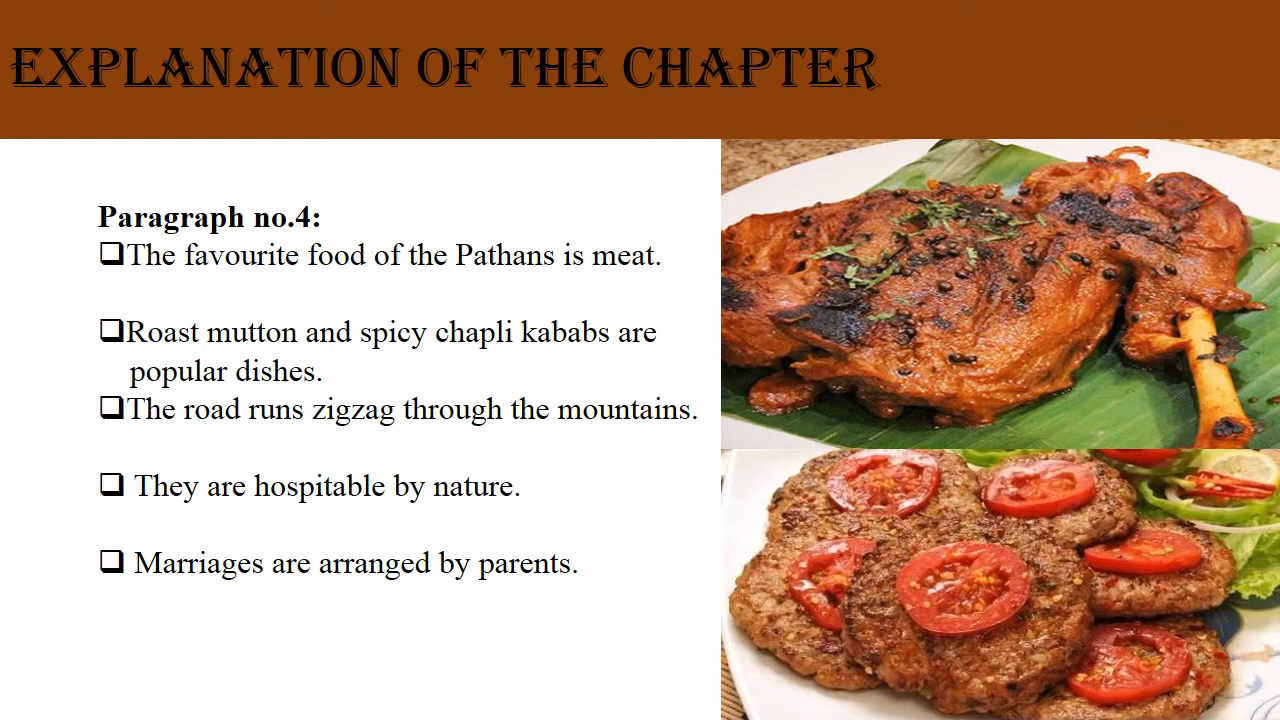 EXPLANATION OF THE CHAPTER
Paragraph no.4:
❑The favourite food of the Pathans is meat.
❑Roast mutton and spicy chapli kababs are
popular dishes.
❑The road runs zigzag through the mountains.
❑ They are hospitable by nature.
❑ Marriages are arranged by parents.